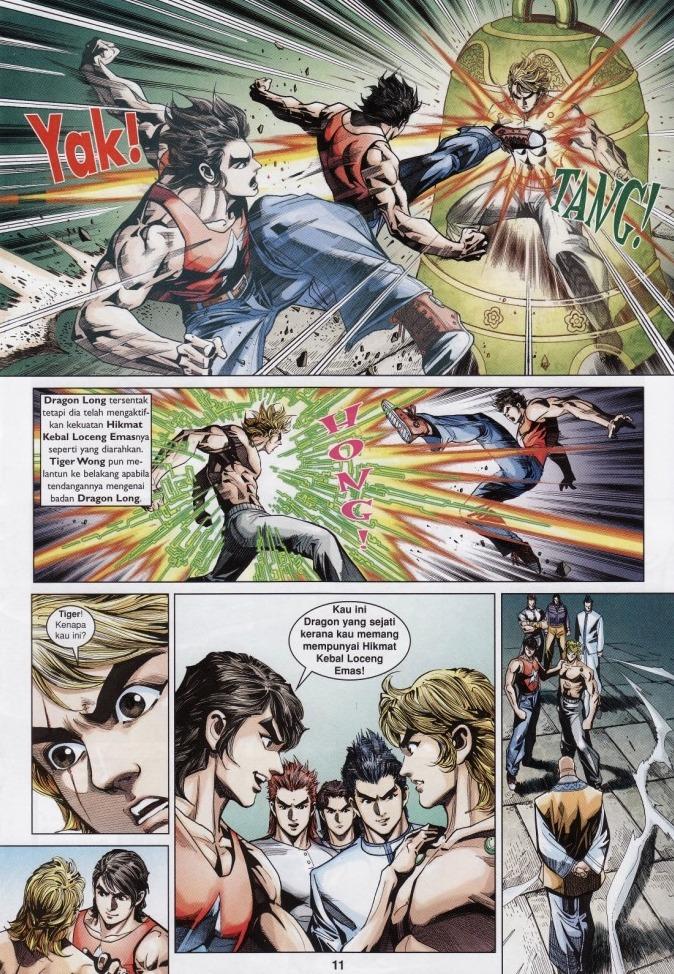 Yak!
TANG!
Dragon Long tersentak
tetapi dia telah mengaktif-
kan kekuatan Hikmat
Kebal Loceng Emasnya
seperti yang diarahkan.
Tiger Wong pun me-
lantun ke belakang apabila
tendangannya mengenai
badan Dragon Long.
HONG!
Tiger!
Kenapa
kau ini?
Kau ini
Dragon yang sejati
kerana kau memang
mempunyai Hikmat
Kebal Loceng
Emas!
11